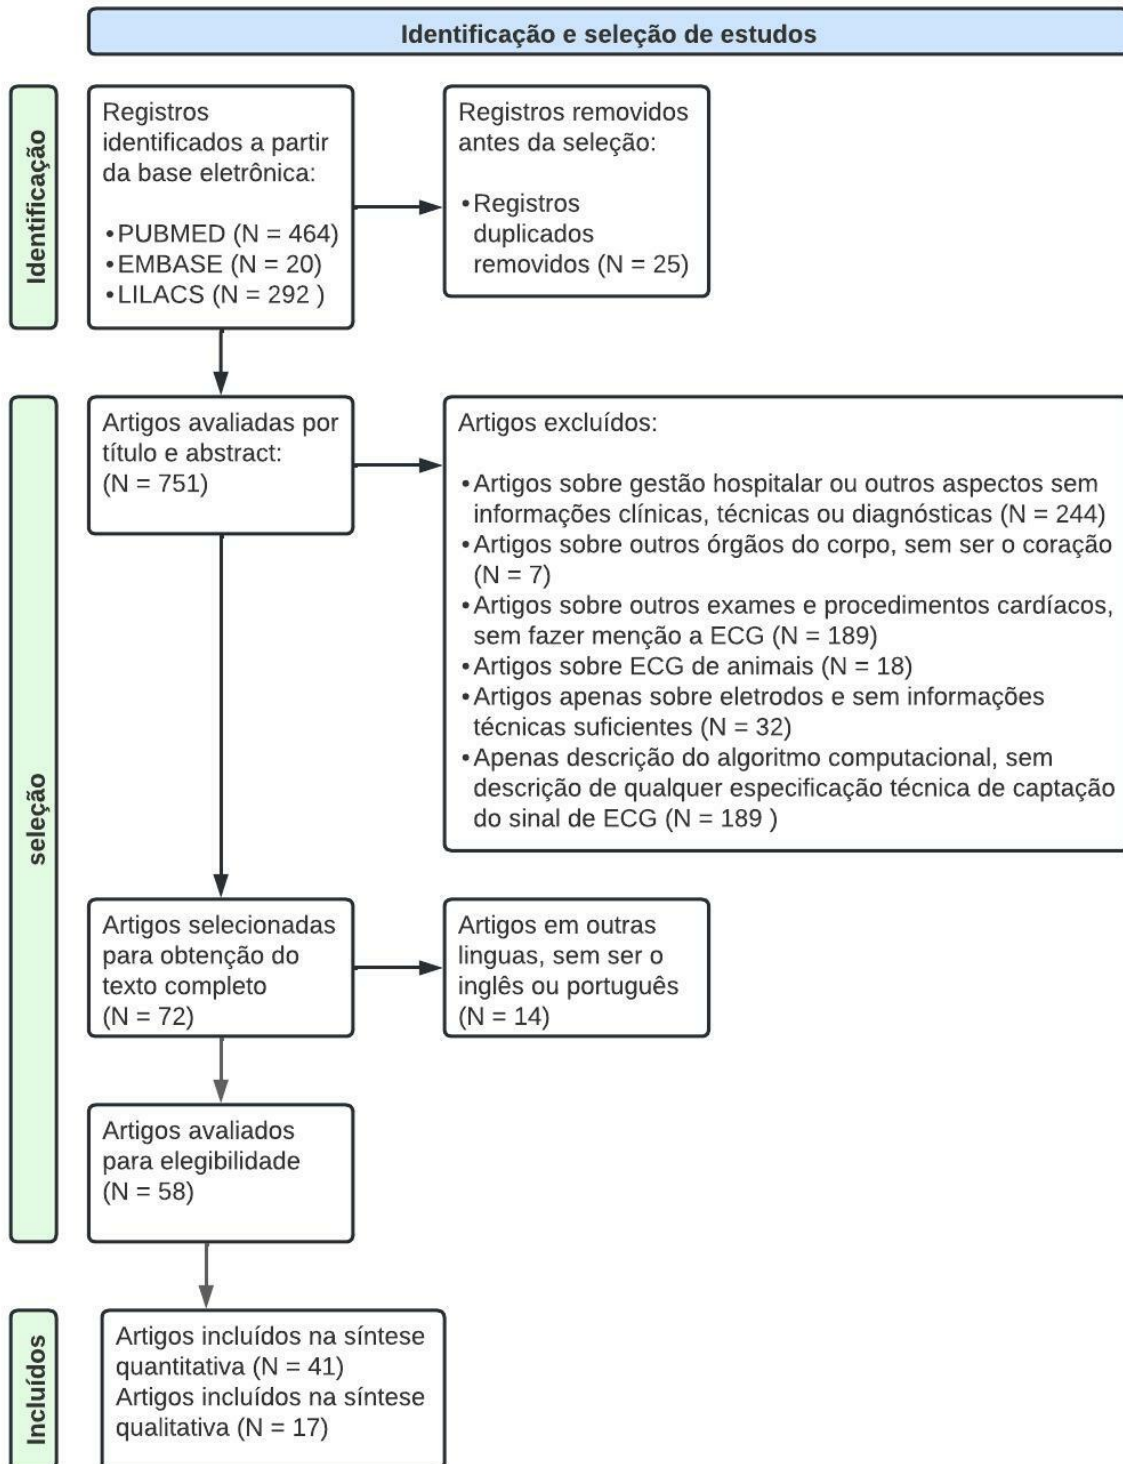 Identificação e seleção de estudos
Identificação
Registros
identificados a partir
da base eletrônica:
•PUBMED (N = 464)
•EMBASE (N = 20)
•LILACS (N = 292 )
Registros removidos
antes da seleção:
•Registros
duplicados
removidos (N = 25)
seleção
Artigos avaliadas por
título e abstract:
(N = 751)
Artigos excluídos:
•Artigos sobre gestão hospitalar ou outros aspectos sem
informações clínicas, técnicas ou diagnósticas (N = 244)
•Artigos sobre outros órgãos do corpo, sem ser o coração
(N = 7)
•Artigos sobre outros exames e procedimentos cardíacos,
sem fazer menção a ECG (N = 189)
•Artigos sobre ECG de animais (N = 18)
•Artigos apenas sobre eletrodos e sem informações
técnicas suficientes (N = 32)
•Apenas descrição do algoritmo computacional, sem
descrição de qualquer especificação técnica de captação
do sinal de ECG (N = 189 )
Artigos selecionadas
para obtenção do
texto completo
(N = 72)
Artigos em outras
linguas, sem ser o
inglês ou português
(N = 14)
Artigos avaliados
para elegibilidade
(N = 58)
Incluídos
Artigos incluídos na síntese
quantitativa (N = 41)
Artigos incluídos na síntese
qualitativa (N = 17)